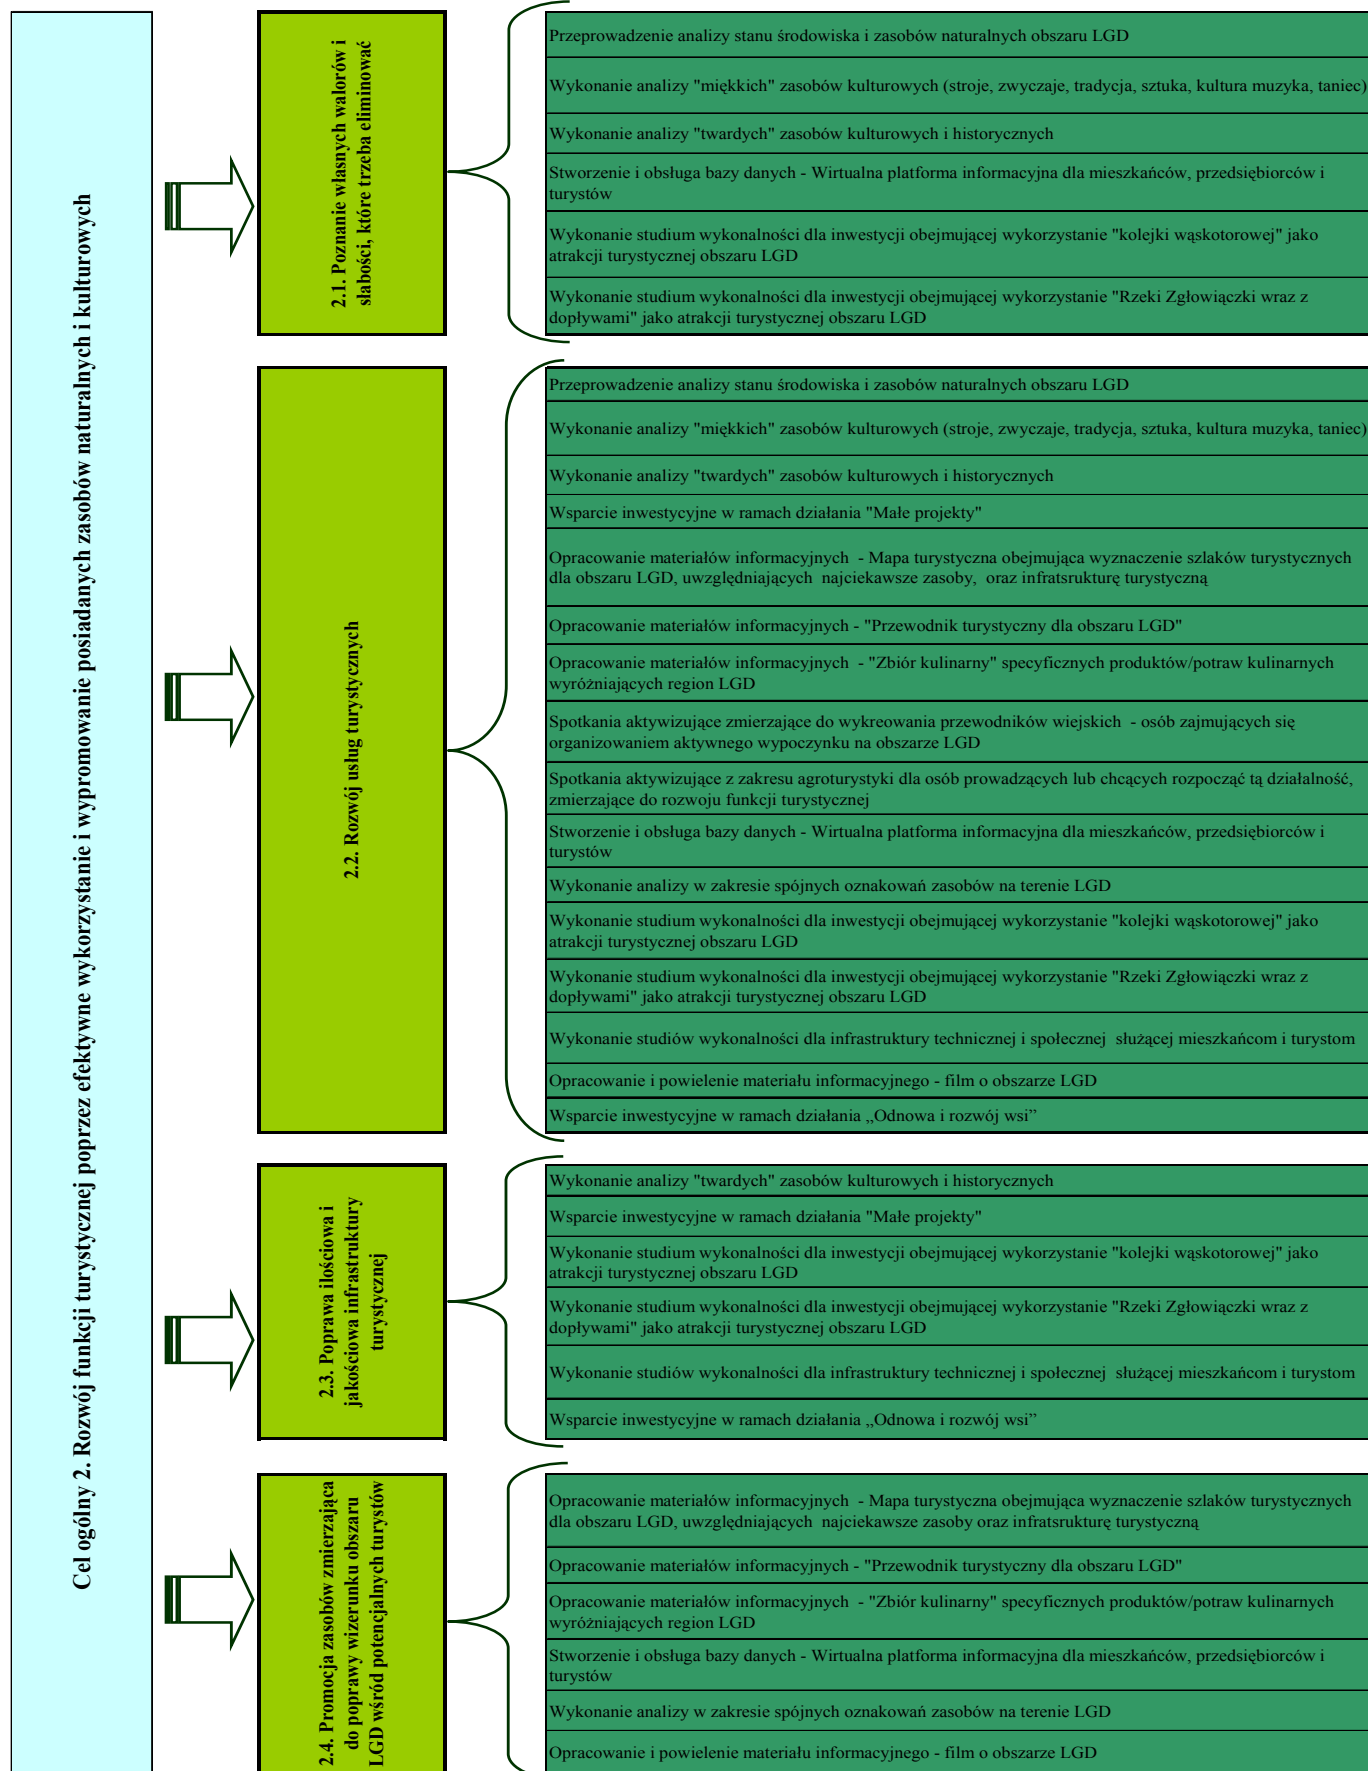 Cel ogólny 2. Rozwój funkcji turystycznej poprzez efektywne wykorzystanie i wypromowanie posiadanych zasobów naturalnych i kulturowych
2.1. Poznanie własnych walorów i
słabości, które trzeba eliminować
Przeprowadzenie analizy stanu środowiska i zasobów naturalnych obszaru LGD
Wykonanie analizy "miękkich" zasobów kulturowych (stroje, zwyczaje, tradycja, sztuka, kultura muzyka, taniec)
Wykonanie analizy "twardych" zasobów kulturowych i historycznych
Stworzenie i obsługa bazy danych - Wirtualna platforma informacyjna dla mieszkańców, przedsiębiorców i
turystów
Wykonanie studium wykonalności dla inwestycji obejmującej wykorzystanie "kolejki wąskotorowej" jako
atrakcji turystycznej obszaru LGD
Wykonanie studium wykonalności dla inwestycji obejmującej wykorzystanie "Rzeki Zgłowiączki wraz z
dopływami" jako atrakcji turystycznej obszaru LGD
2.2. Rozwój usług turystycznych
Przeprowadzenie analizy stanu środowiska i zasobów naturalnych obszaru LGD
Wykonanie analizy "miękkich" zasobów kulturowych (stroje, zwyczaje, tradycja, sztuka, kultura muzyka, taniec)
Wykonanie analizy "twardych" zasobów kulturowych i historycznych
Wsparcie inwestycyjne w ramach działania "Małe projekty"
Opracowanie materiałów informacyjnych - Mapa turystyczna obejmująca wyznaczenie szlaków turystycznych
dla obszaru LGD, uwzględniających najciekawsze zasoby, oraz infratsrukturę turystyczną
Opracowanie materiałów informacyjnych - "Przewodnik turystyczny dla obszaru LGD"
Opracowanie materiałów informacyjnych - "Zbiór kulinarny" specyficznych produktów/potraw kulinarnych
wyróżniających region LGD
Spotkania aktywizujące zmierzające do wykreowania przewodników wiejskich - osób zajmujących się
organizowaniem aktywnego wypoczynku na obszarze LGD
Spotkania aktywizujące z zakresu agroturystyki dla osób prowadzących lub chcących rozpocząć tą działalność,
zmierzające do rozwoju funkcji turystycznej
Stworzenie i obsługa bazy danych - Wirtualna platforma informacyjna dla mieszkańców, przedsiębiorców i
turystów
Wykonanie analizy w zakresie spójnych oznakowań zasobów na terenie LGD
Wykonanie studium wykonalności dla inwestycji obejmującej wykorzystanie "kolejki wąskotorowej" jako
atrakcji turystycznej obszaru LGD
Wykonanie studium wykonalności dla inwestycji obejmującej wykorzystanie "Rzeki Zgłowiączki wraz z
dopływami" jako atrakcji turystycznej obszaru LGD
Wykonanie studiów wykonalności dla infrastruktury technicznej i społecznej służącej mieszkańcom i turystom
Opracowanie i powielenie materiału informacyjnego - film o obszarze LGD
Wsparcie inwestycyjne w ramach działania „Odnowa i rozwój wsi”
2.3. Poprawa ilościowa i
jakościowa infrastruktury
turystycznej
Wykonanie analizy "twardych" zasobów kulturowych i historycznych
Wsparcie inwestycyjne w ramach działania "Małe projekty"
Wykonanie studium wykonalności dla inwestycji obejmującej wykorzystanie "kolejki wąskotorowej" jako
atrakcji turystycznej obszaru LGD
Wykonanie studium wykonalności dla inwestycji obejmującej wykorzystanie "Rzeki Zgłowiączki wraz z
dopływami" jako atrakcji turystycznej obszaru LGD
Wykonanie studiów wykonalności dla infrastruktury technicznej i społecznej służącej mieszkańcom i turystom
Wsparcie inwestycyjne w ramach działania „Odnowa i rozwój wsi”
2.4. Promocja zasobów zmierzająca
do poprawy wizerunku obszaru
LGD wśród potencjalnych turystów
Opracowanie materiałów informacyjnych - Mapa turystyczna obejmująca wyznaczenie szlaków turystycznych
dla obszaru LGD, uwzględniających najciekawsze zasoby oraz infratsrukturę turystyczną
Opracowanie materiałów informacyjnych - "Przewodnik turystyczny dla obszaru LGD"
Opracowanie materiałów informacyjnych - "Zbiór kulinarny" specyficznych produktów/potraw kulinarnych
wyróżniających region LGD
Stworzenie i obsługa bazy danych - Wirtualna platforma informacyjna dla mieszkańców, przedsiębiorców i
turystów
Wykonanie analizy w zakresie spójnych oznakowań zasobów na terenie LGD
Opracowanie i powielenie materiału informacyjnego - film o obszarze LGD